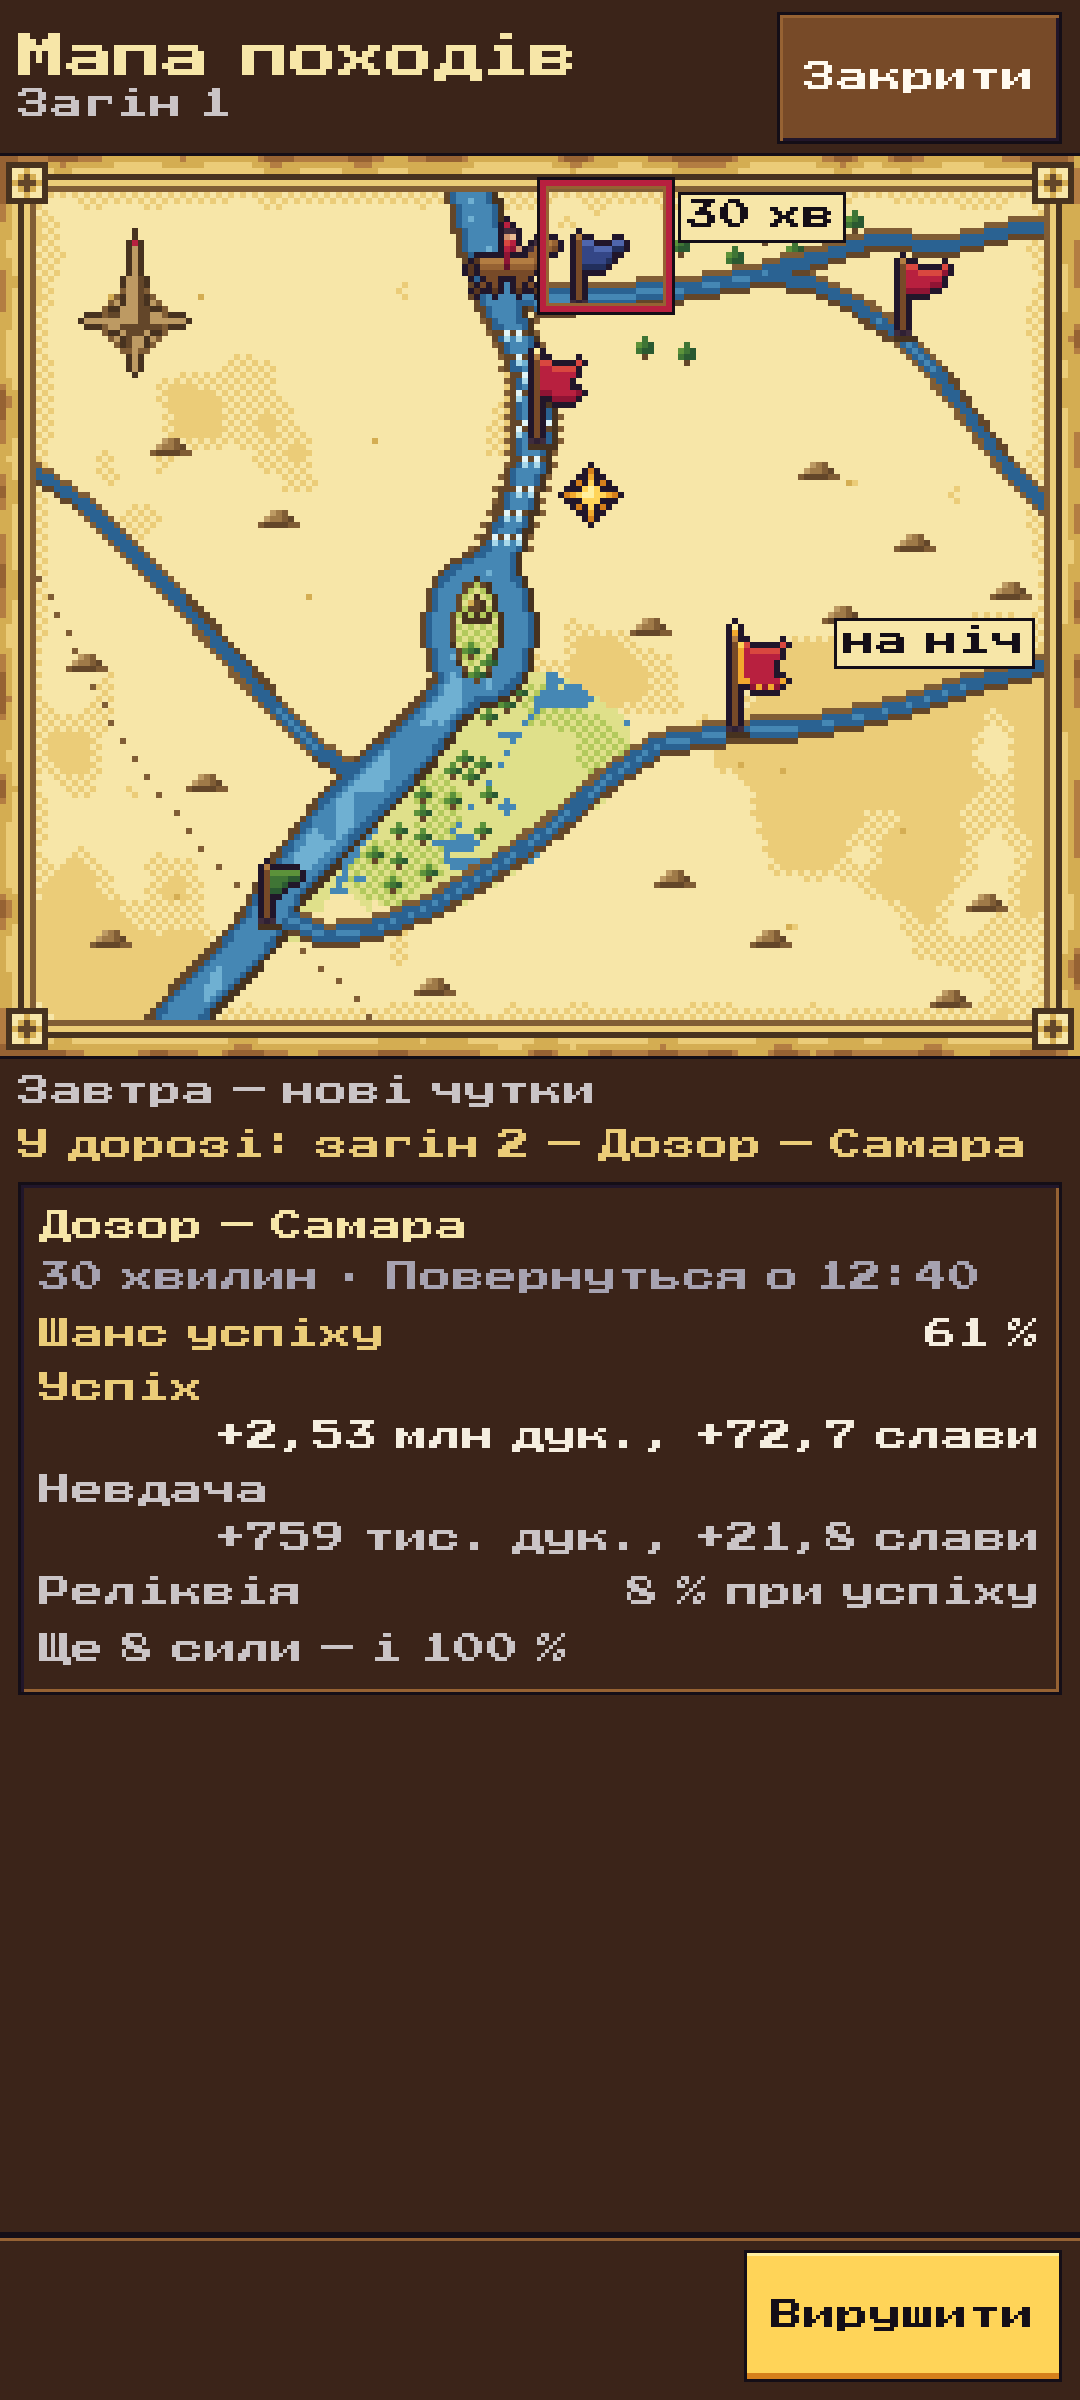 Мапа походів
Загін 1
Закрити
30 хв
на ніч
Завтра — нові чутки
У дорозі: загін 2 — Дозор — Самара
Дозор — Самара
30 хвилин · Повернуться о 12:40
Шанс успіху 61 %
Успіх
+2,53 млн дук., +72,7 слави
Невдача
+759 тис. дук., +21,8 слави
Реліквія 8 % при успіху
Ще 8 сили — і 100 %
Вирушити